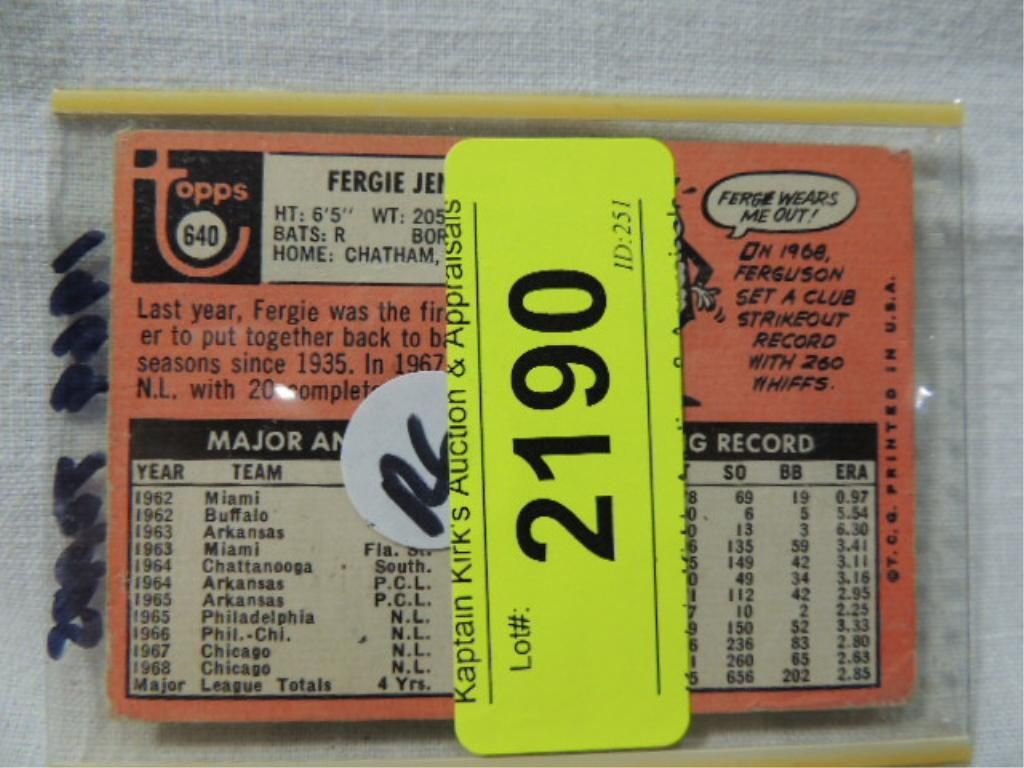 Topps
640
FERGIE JEN
HT: 6'5" WT: 205
BATS: R BOR
HOME: CHATHAM,
Last year, Fergie was the fir
er to put together back to ba
seasons since 1935. In 1967
N.L. with 20 complete
FERGIE WEARS
ME OUT!
IN 1968,
FERGUSON
SET A CLUB
STRIKEOUT
RECORD
WITH 260
WHIFFS.
MAJOR AN
G RECORD
YEAR TEAM SO BB ERA
1962 Miami 69 19 0.97
1962 Buffalo 6 5 5.54
1963 Arkansas 13 3 6.30
1963 Miami Fla. St. 135 59 3.41
1964 Chattanooga South. 149 42 3.11
1964 Arkansas P.C.L. 49 34 3.16
1965 Arkansas P.C.L. 112 42 2.95
1965 Philadelphia N.L. 10 2 2.25
1966 Phil.-Chi. N.L. 150 52 3.33
1967 Chicago N.L. 236 83 2.80
1968 Chicago N.L. 260 65 2.63
Major League Totals 4 Yrs. 656 202 2.85
©T.C.G. PRINTED IN U.S.A.
Kaptain Kirk's Auction & Appraisals
Lot#: 2190
ID:251